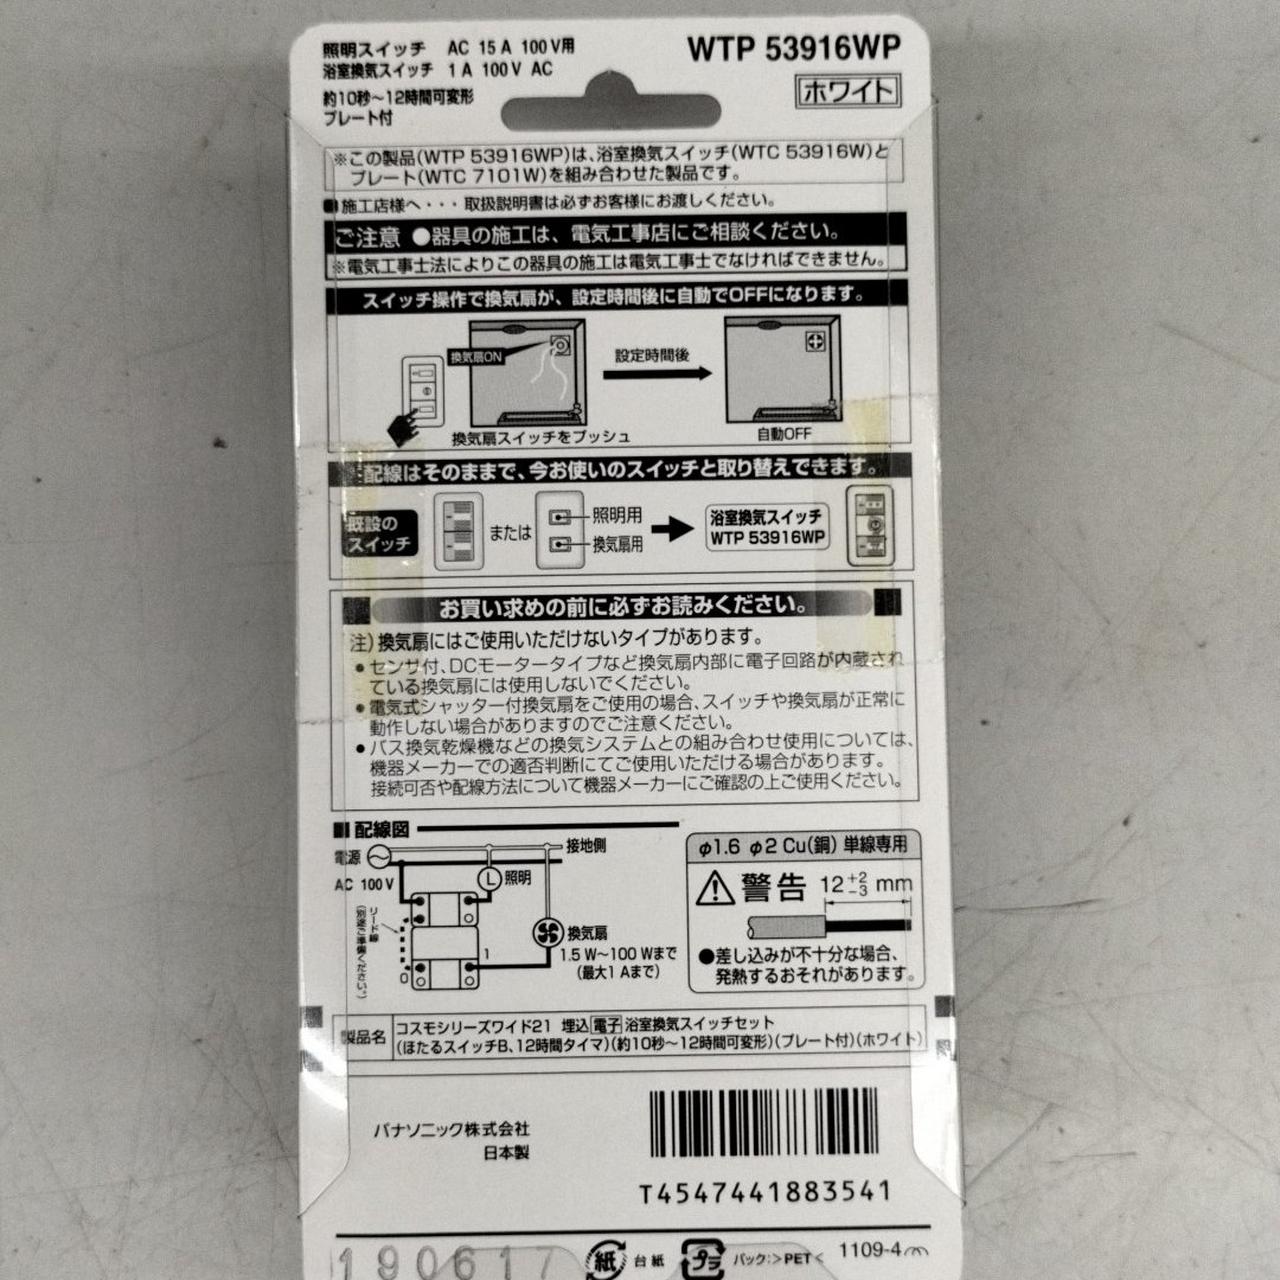 照明スイッチ AC 15A 100V用
浴室換気スイッチ 1A 100V AC
約10秒〜12時間可変形
プレート付
WTP 53916WP
ホワイト
※この製品(WTP 53916WP)は、浴室換気スイッチ(WTC 53916W)と
プレート(WTC 7101W)を組み合わせた製品です。
■施工店様へ・・・取扱説明書は必ずお客様にお渡しください。
ご注意 ●器具の施工は、電気工事店にご相談ください。
※電気工事士法によりこの器具の施工は電気工事士でなければできません。
スイッチ操作で換気扇が、設定時間後に自動でOFFになります。
換気扇ON
設定時間後
換気扇スイッチをプッシュ
自動OFF
配線はそのままで、今お使いのスイッチと取り替えできます。
既設の
スイッチ
または
照明用
換気扇用
浴室換気スイッチ
WTP 53916WP
お買い求めの前に必ずお読みください。
注)換気扇にはご使用いただけないタイプがあります。
●センサ付、DCモータータイプなど換気扇内部に電子回路が内蔵され
ている換気扇には使用しないでください。
●電気式シャッター付換気扇をご使用の場合、スイッチや換気扇が正常に
動作しない場合がありますのでご注意ください。
●バス換気乾燥機などの換気システムとの組み合わせ使用については、
機器メーカーでの適否判断にてご使用いただける場合があります。
接続可否や配線方法について機器メーカーにご確認の上ご使用ください。
■配線図
電源
AC 100V
接地側
L 照明
リード線
(別途ご準備ください。)
換気扇
1.5W〜100Wまで
(最大1Aまで)
0
1
φ1.6 φ2 Cu(銅) 単線専用
警告 12 +2 −3 mm
●差し込みが不十分な場合、
発熱するおそれがあります。
製品名
コスモシリーズワイド21 埋込 電子 浴室換気スイッチセット
(ほたるスイッチB、12時間タイマ)(約10秒〜12時間可変形)(プレート付)(ホワイト)
パナソニック株式会社
日本製
T4547441883541
190617
紙 台紙
プラ パック:>PET<
1109-4